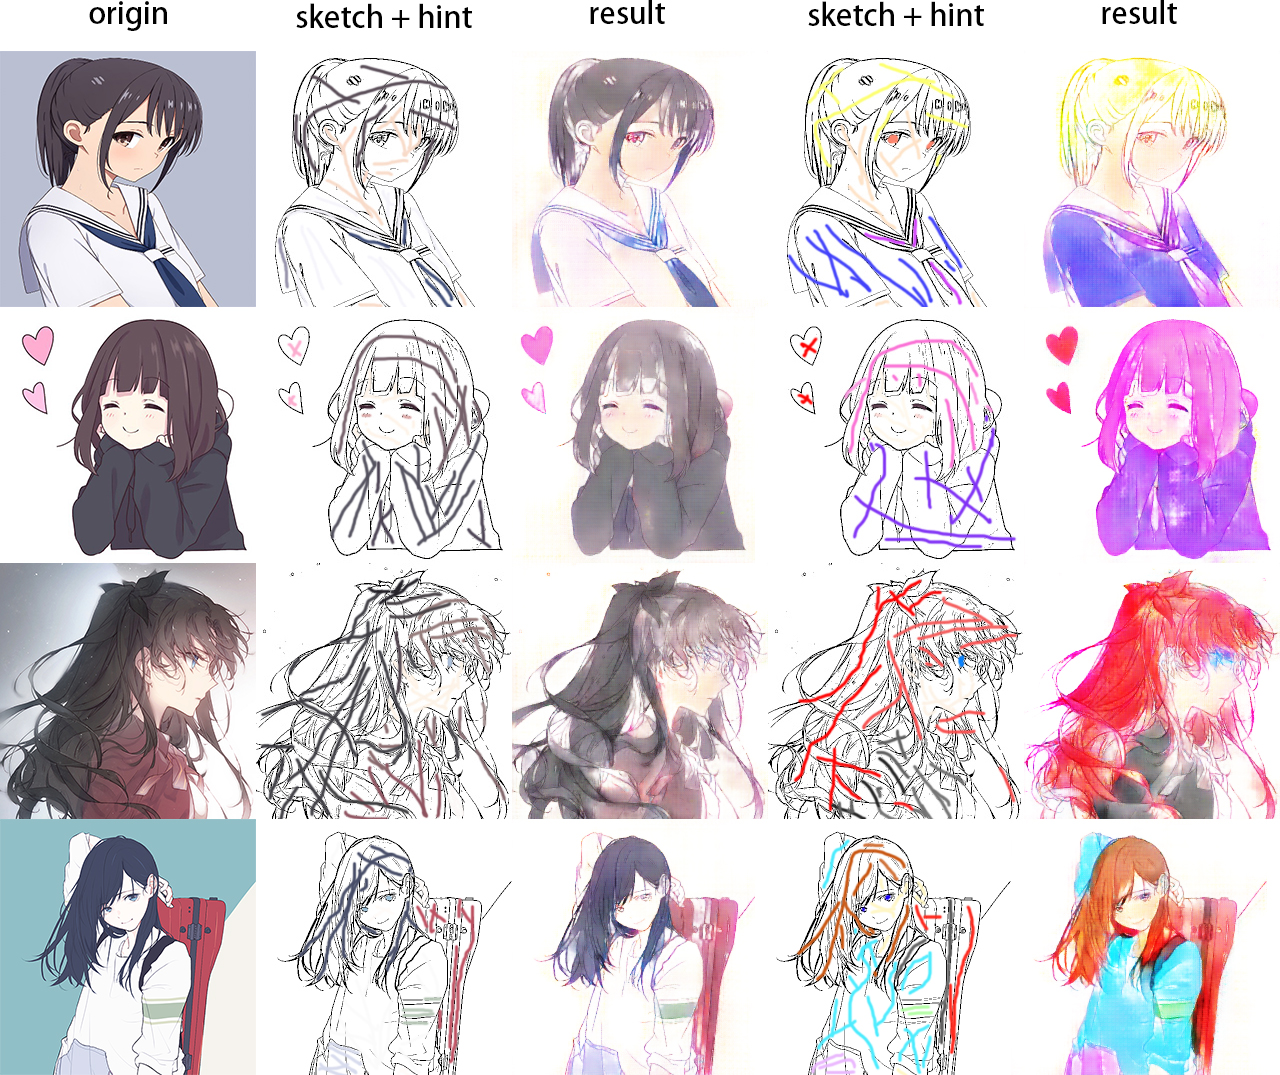 origin
sketch + hint
result
sketch + hint
result